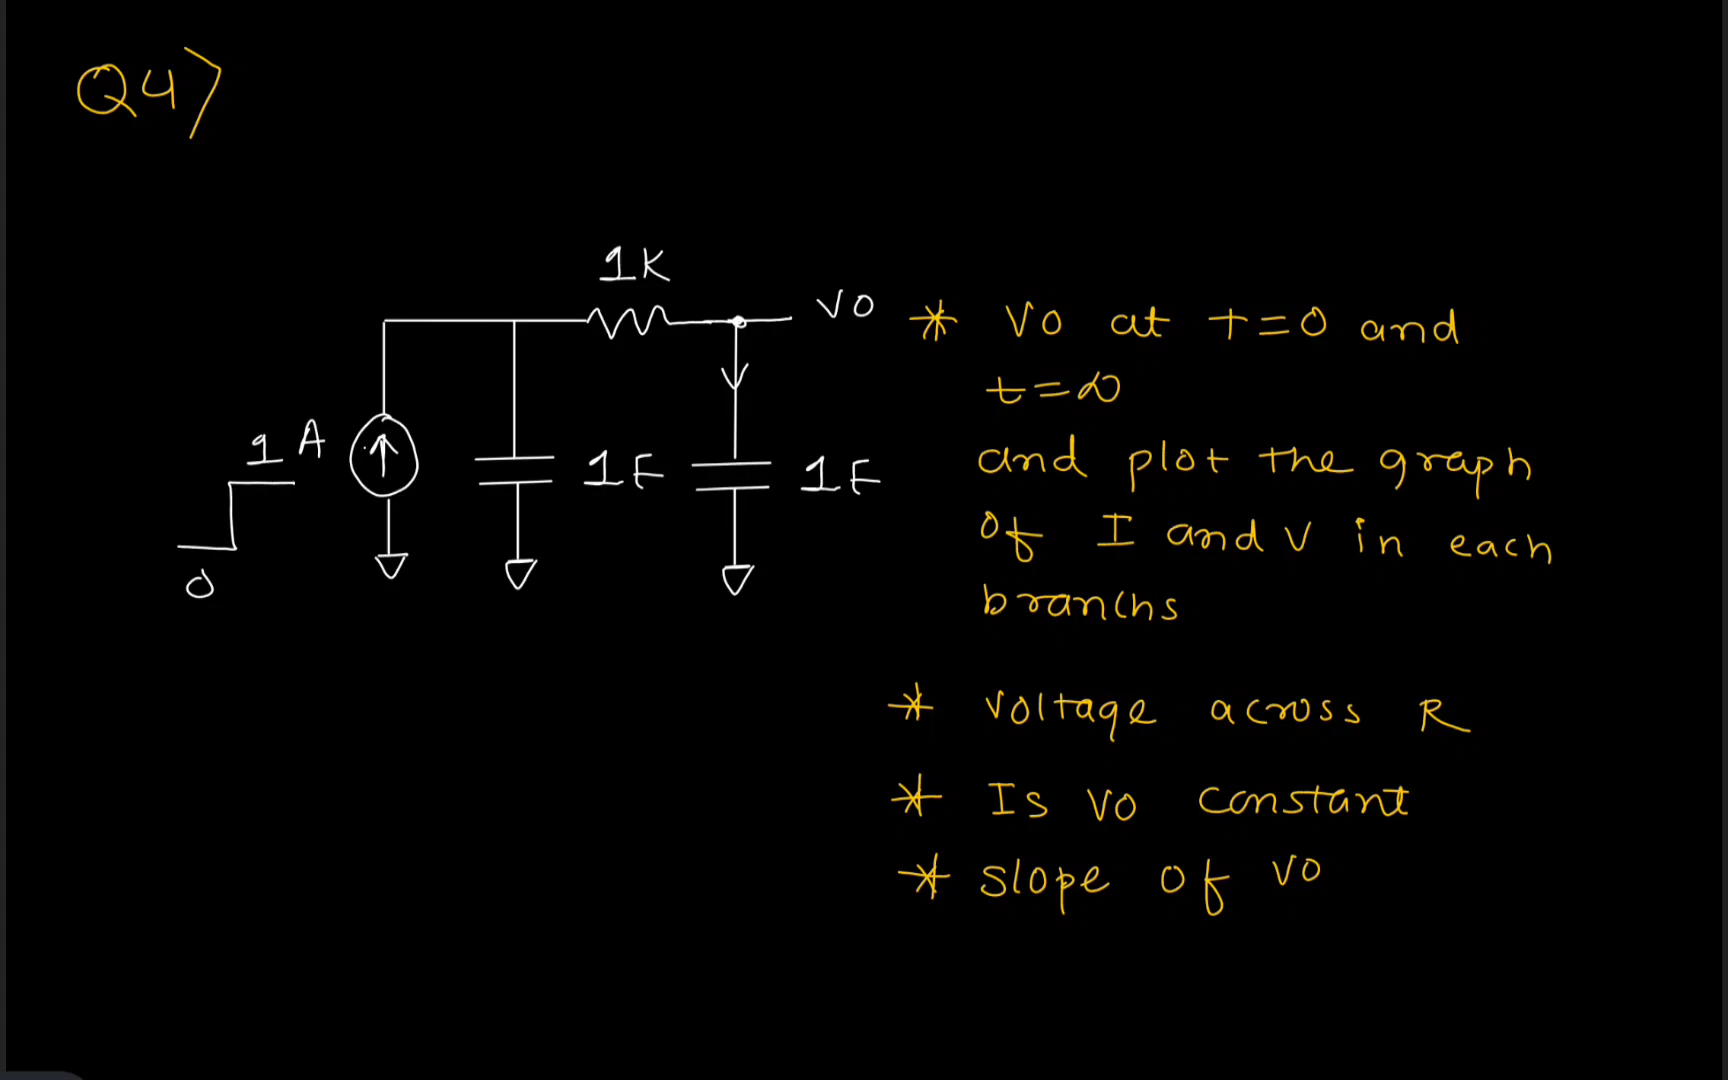 Q4>
1K
VO
1 A
1F
1F
0
* VO at t=0 and
t=∞
and plot the graph
of I and V in each
branchs
* Voltage across R
* Is VO constant
* slope of VO